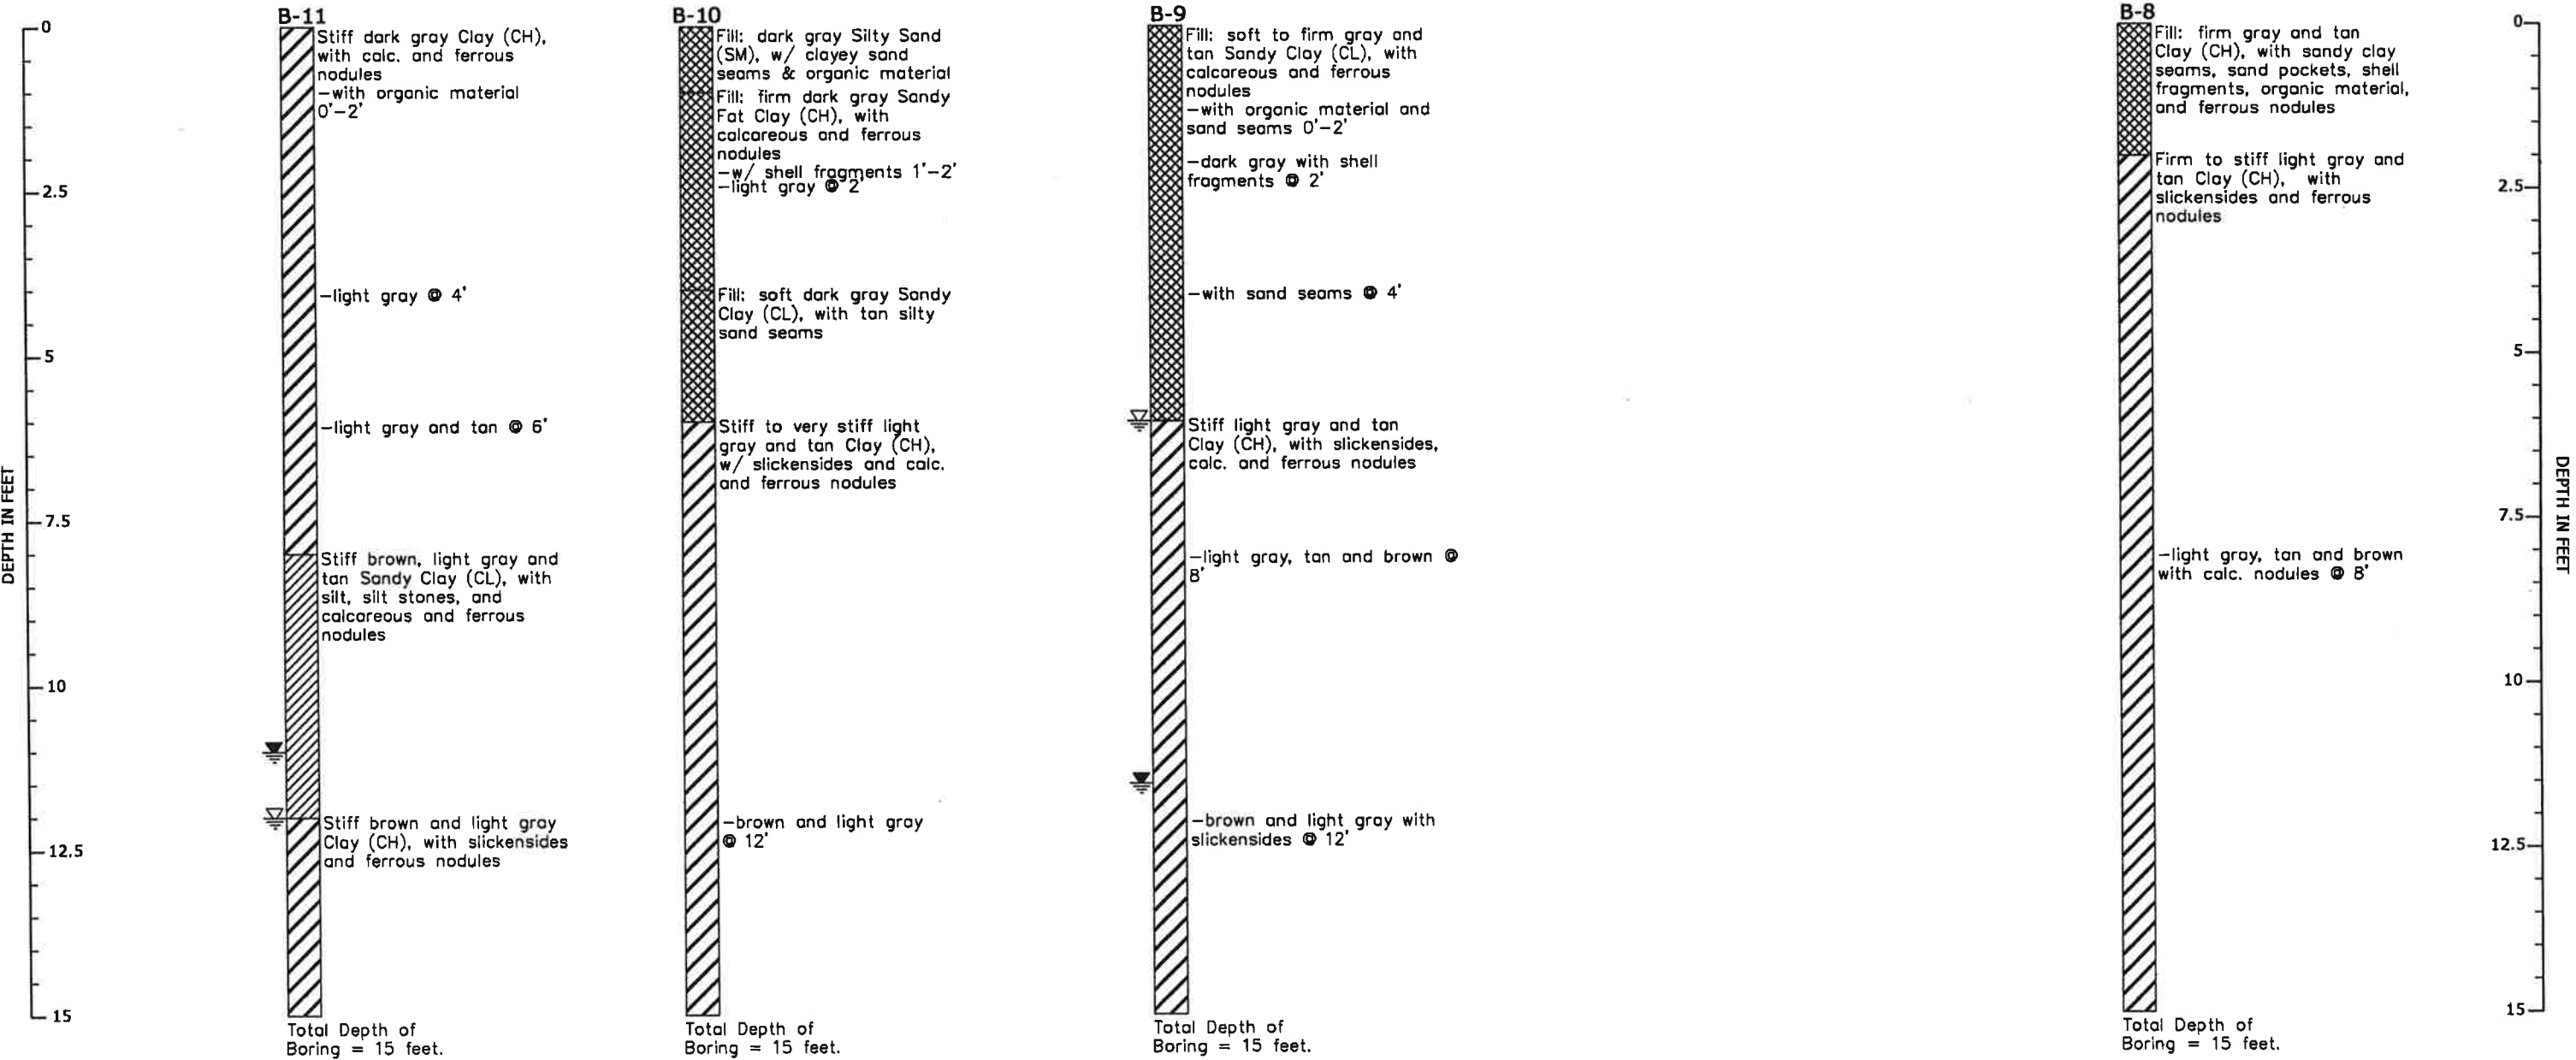 DEPTH IN FEET
0
2.5
5
7.5
10
12.5
15
B-11
Stiff dark gray Clay (CH),
with calc. and ferrous
nodules
-with organic material
0'-2'
-light gray @ 4'
-light gray and tan @ 6'
Stiff brown, light gray and
tan Sandy Clay (CL), with
silt, silt stones, and
calcareous and ferrous
nodules
Stiff brown and light gray
Clay (CH), with slickensides
and ferrous nodules
Total Depth of
Boring = 15 feet.
B-10
Fill: dark gray Silty Sand
(SM), w/ clayey sand
seams & organic material
Fill: firm dark gray Sandy
Fat Clay (CH), with
calcareous and ferrous
nodules
-w/ shell fragments 1'-2'
-light gray @ 2'
Fill: soft dark gray Sandy
Clay (CL), with tan silty
sand seams
Stiff to very stiff light
gray and tan Clay (CH),
w/ slickensides and calc.
and ferrous nodules
-brown and light gray
@ 12'
Total Depth of
Boring = 15 feet.
B-9
Fill: soft to firm gray and
tan Sandy Clay (CL), with
calcareous and ferrous
nodules
-with organic material and
sand seams 0'-2'
-dark gray with shell
fragments @ 2'
-with sand seams @ 4'
Stiff light gray and tan
Clay (CH), with slickensides,
calc. and ferrous nodules
-light gray, tan and brown @
8'
-brown and light gray with
slickensides @ 12'
Total Depth of
Boring = 15 feet.
B-8
Fill: firm gray and tan
Clay (CH), with sandy clay
seams, sand pockets, shell
fragments, organic material,
and ferrous nodules
Firm to stiff light gray and
tan Clay (CH), with
slickensides and ferrous
nodules
-light gray, tan and brown
with calc. nodules @ 8'
Total Depth of
Boring = 15 feet.
0
2.5
5
7.5
10
12.5
15
DEPTH IN FEET